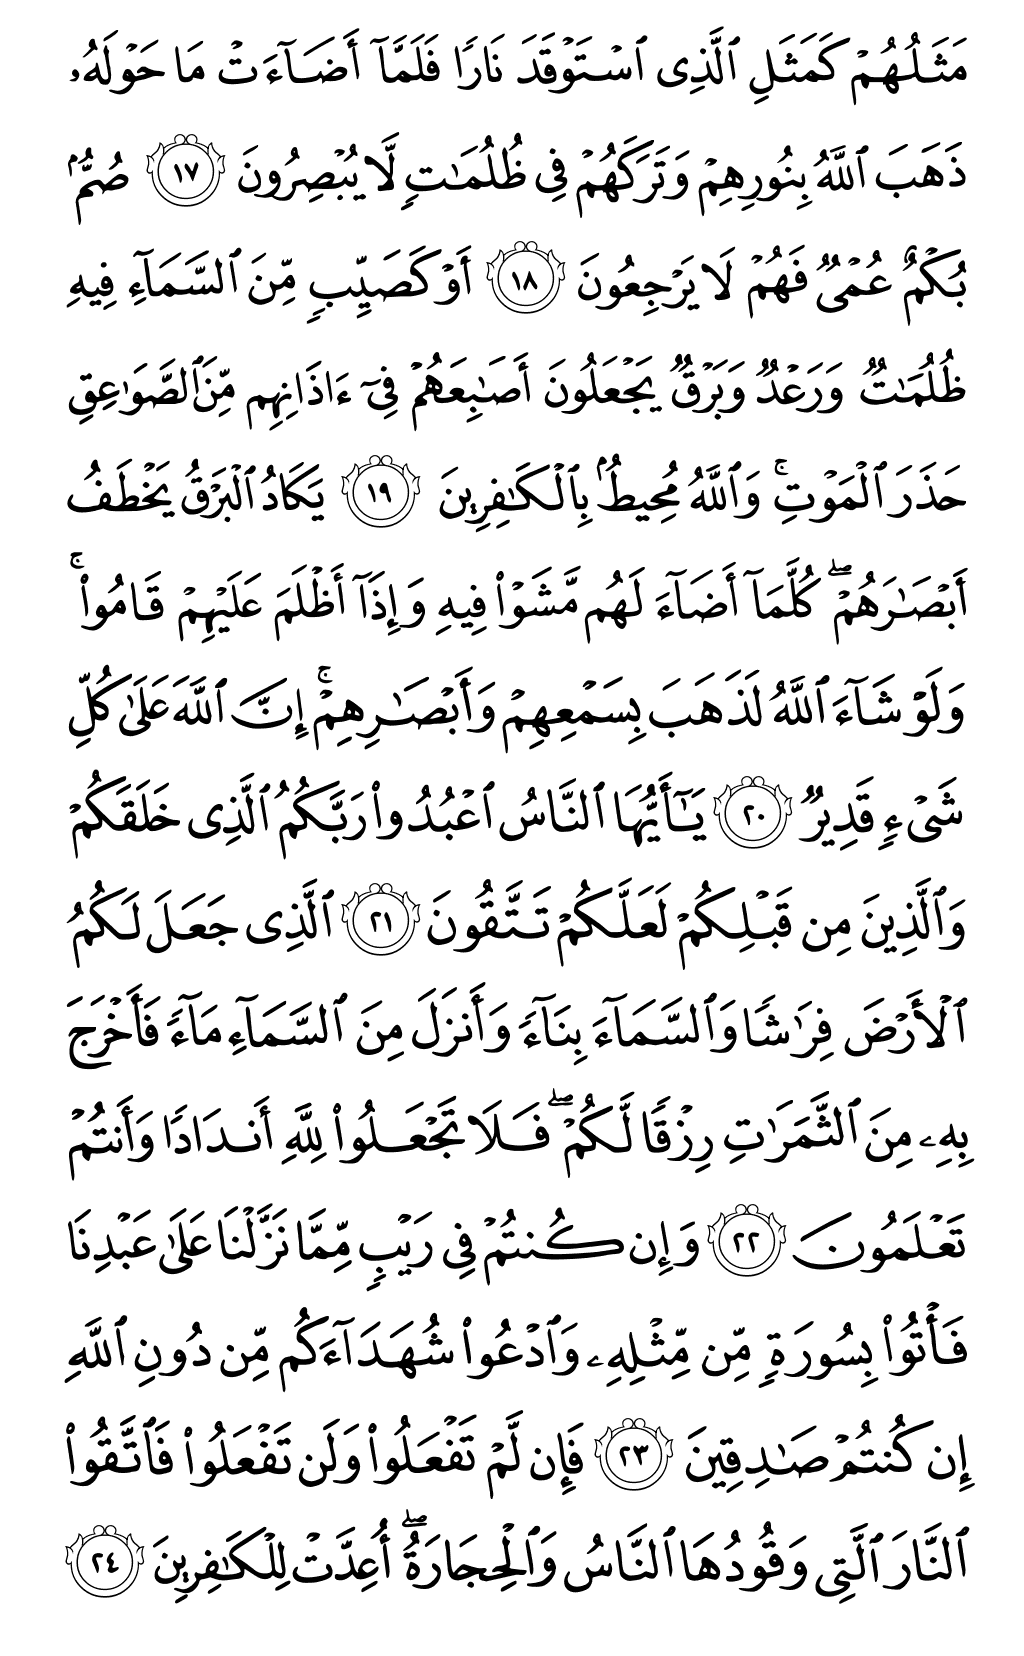 مَثَلُهُمْ كَمَثَلِ ٱلَّذِى ٱسْتَوْقَدَ نَارًا فَلَمَّآ أَضَآءَتْ مَا حَوْلَهُۥ
ذَهَبَ ٱللَّهُ بِنُورِهِمْ وَتَرَكَهُمْ فِى ظُلُمَـٰتٍ لَّا يُبْصِرُونَ ١٧ صُمٌّۢ
بُكْمٌ عُمْىٌ فَهُمْ لَا يَرْجِعُونَ ١٨ أَوْ كَصَيِّبٍ مِّنَ ٱلسَّمَآءِ فِيهِ
ظُلُمَـٰتٌ وَرَعْدٌ وَبَرْقٌ يَجْعَلُونَ أَصَـٰبِعَهُمْ فِىٓ ءَاذَانِهِم مِّنَ ٱلصَّوَٰعِقِ
حَذَرَ ٱلْمَوْتِ ۚ وَٱللَّهُ مُحِيطٌۢ بِٱلْكَـٰفِرِينَ ١٩ يَكَادُ ٱلْبَرْقُ يَخْطَفُ
أَبْصَـٰرَهُمْ ۖ كُلَّمَآ أَضَآءَ لَهُم مَّشَوْا۟ فِيهِ وَإِذَآ أَظْلَمَ عَلَيْهِمْ قَامُوا۟ ۚ
وَلَوْ شَآءَ ٱللَّهُ لَذَهَبَ بِسَمْعِهِمْ وَأَبْصَـٰرِهِمْ ۚ إِنَّ ٱللَّهَ عَلَىٰ كُلِّ
شَىْءٍ قَدِيرٌ ٢٠ يَـٰٓأَيُّهَا ٱلنَّاسُ ٱعْبُدُوا۟ رَبَّكُمُ ٱلَّذِى خَلَقَكُمْ
وَٱلَّذِينَ مِن قَبْلِكُمْ لَعَلَّكُمْ تَتَّقُونَ ٢١ ٱلَّذِى جَعَلَ لَكُمُ
ٱلْأَرْضَ فِرَٰشًا وَٱلسَّمَآءَ بِنَآءً وَأَنزَلَ مِنَ ٱلسَّمَآءِ مَآءً فَأَخْرَجَ
بِهِۦ مِنَ ٱلثَّمَرَٰتِ رِزْقًا لَّكُمْ ۖ فَلَا تَجْعَلُوا۟ لِلَّهِ أَندَادًا وَأَنتُمْ
تَعْلَمُونَ ٢٢ وَإِن كُنتُمْ فِى رَيْبٍ مِّمَّا نَزَّلْنَا عَلَىٰ عَبْدِنَا
فَأْتُوا۟ بِسُورَةٍ مِّن مِّثْلِهِۦ وَٱدْعُوا۟ شُهَدَآءَكُم مِّن دُونِ ٱللَّهِ
إِن كُنتُمْ صَـٰدِقِينَ ٢٣ فَإِن لَّمْ تَفْعَلُوا۟ وَلَن تَفْعَلُوا۟ فَٱتَّقُوا۟
ٱلنَّارَ ٱلَّتِى وَقُودُهَا ٱلنَّاسُ وَٱلْحِجَارَةُ ۖ أُعِدَّتْ لِلْكَـٰفِرِينَ ٢٤